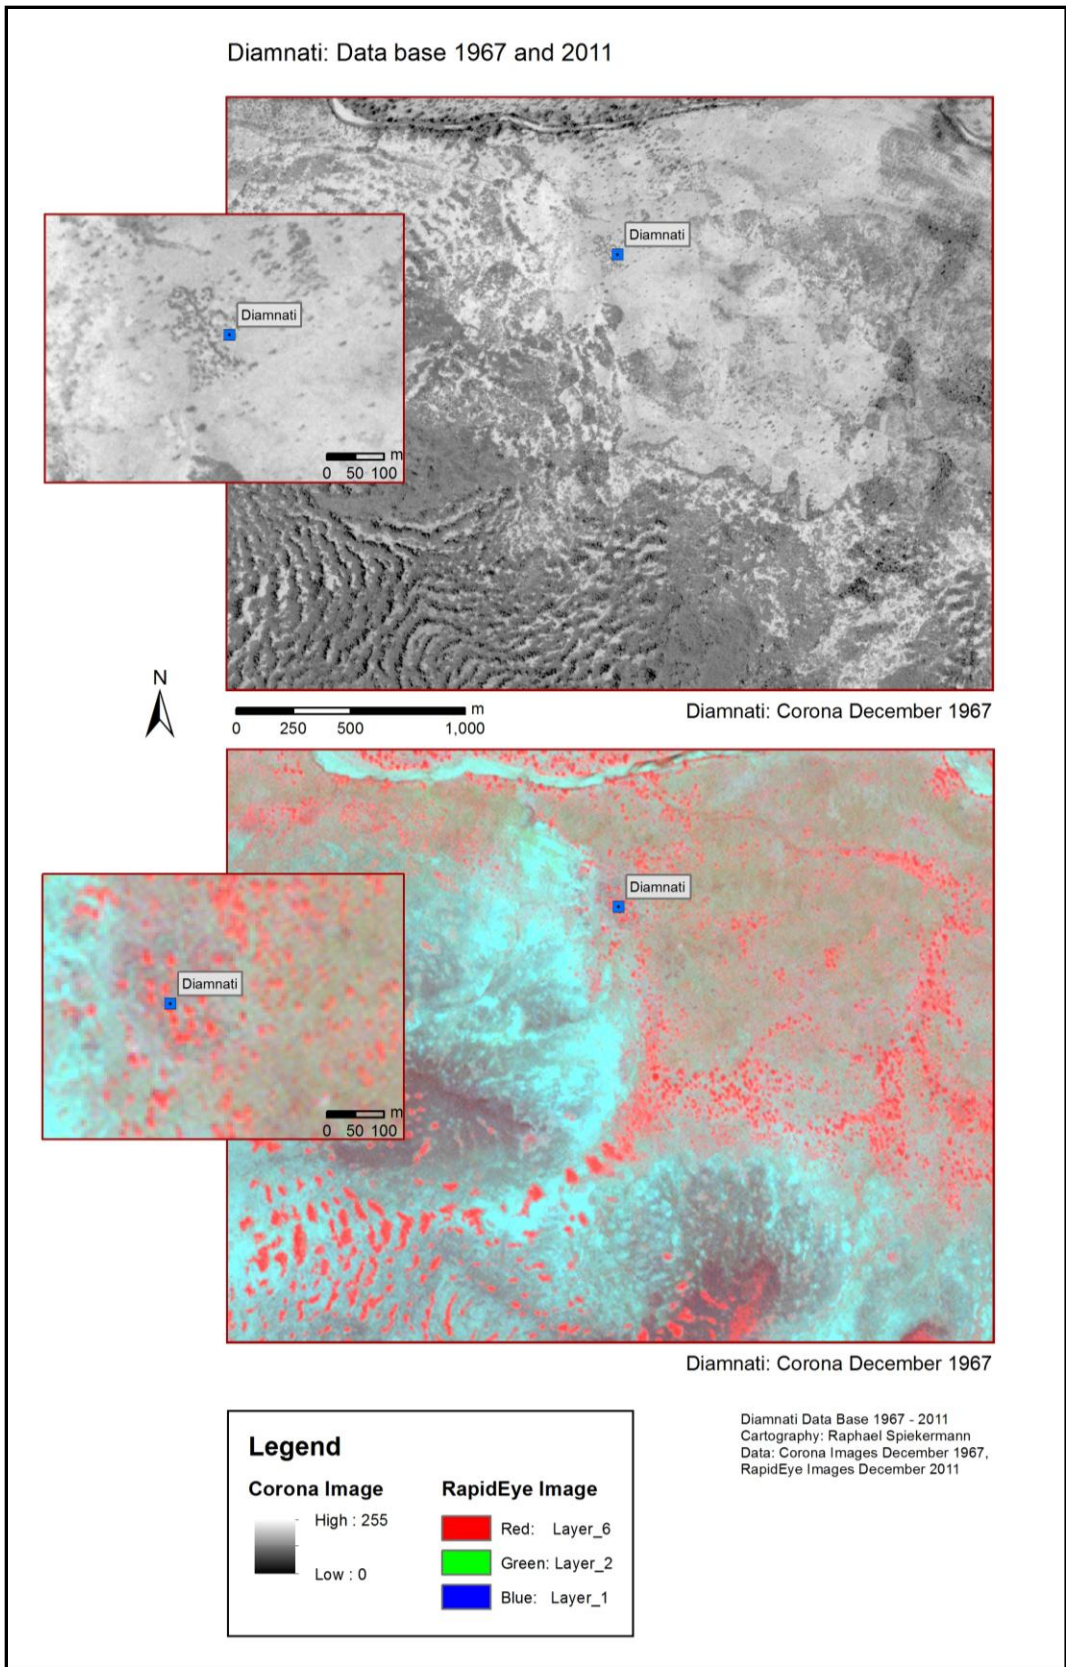 Diamnati: Data base 1967 and 2011
Diamnati
Diamnati
m
0 50 100
N
m
0 250 500 1,000
Diamnati: Corona December 1967
Diamnati
Diamnati
m
0 50 100
Diamnati: Corona December 1967
Diamnati Data Base 1967 - 2011
Cartography: Raphael Spiekermann
Data: Corona Images December 1967,
RapidEye Images December 2011
Legend
Corona Image
High : 255
Low : 0
RapidEye Image
Red: Layer_6
Green: Layer_2
Blue: Layer_1